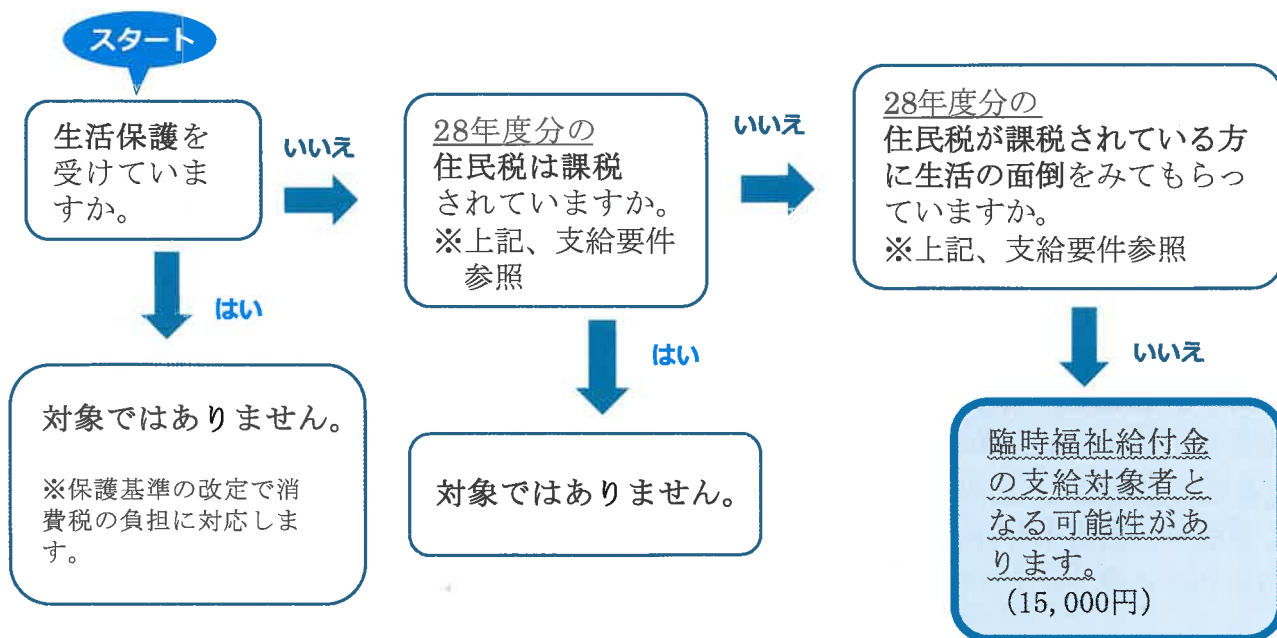 スタート
生活保護を
受けていま
すか。
いいえ
はい
対象ではありません。
※保護基準の改定で消
費税の負担に対応しま
す。
28年度分の
住民税は課税
されていますか。
※上記、支給要件
参照
いいえ
はい
対象ではありません。
28年度分の
住民税が課税されている方
に生活の面倒をみてもらっ
ていますか。
※上記、支給要件参照
いいえ
臨時福祉給付金
の支給対象者と
なる可能性があ
ります。
(15,000円)